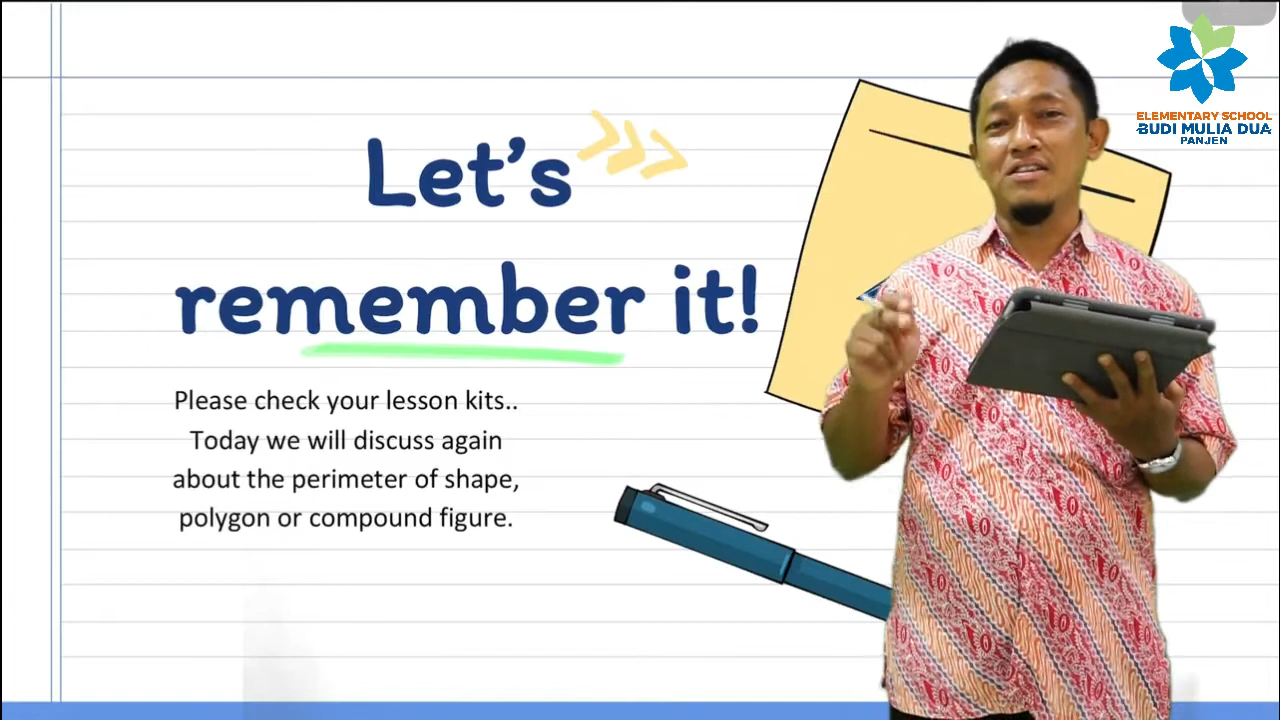 Let's
remember it!
Please check your lesson kits..
Today we will discuss again
about the perimeter of shape,
polygon or compound figure.
ELEMENTARY SCHOOL
BUDI MULIA DUA
PANJEN